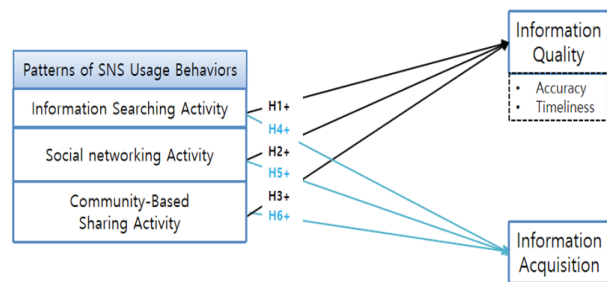 Patterns of SNS Usage Behaviors
Information Searching Activity
Social networking Activity
Community-Based
Sharing Activity
H1+
H4+
H2+
H5+
H3+
H6+
Information
Quality
• Accuracy
• Timeliness
Information
Acquisition